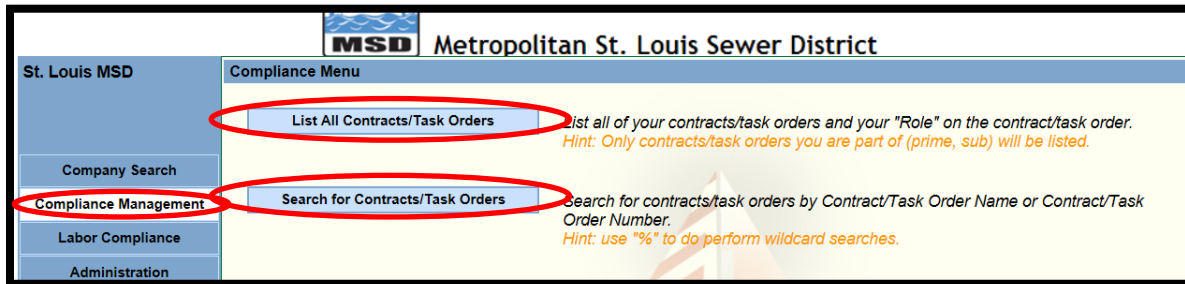 MSD Metropolitan St. Louis Sewer District
St. Louis MSD
Compliance Menu
List All Contracts/Task Orders
List all of your contracts/task orders and your "Role" on the contract/task order.
Hint: Only contracts/task orders you are part of (prime, sub) will be listed.
Company Search
Compliance Management
Search for Contracts/Task Orders
Search for contracts/task orders by Contract/Task Order Name or Contract/Task
Order Number.
Hint: use "%" to do perform wildcard searches.
Labor Compliance
Administration